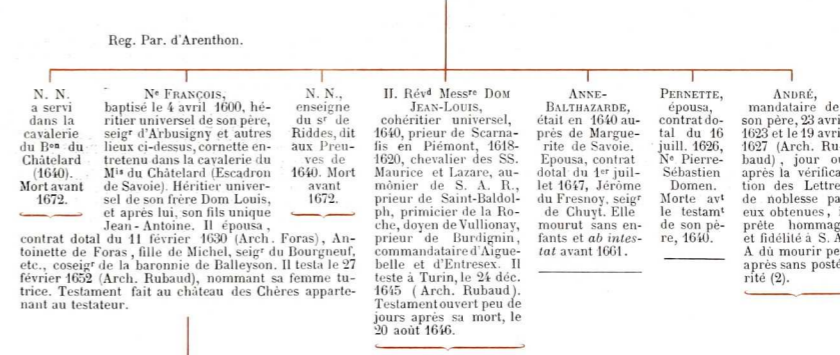 Reg. Par. d'Arenthon.
N. N.
a servi
dans la
cavalerie
du Bon du
Châtelard
(1640).
Mort avant
1672.
Ne FRANÇOIS,
baptisé le 4 avril 1600, hé-
ritier universel de son père,
seigr d'Arbusigny et autres
lieux ci-dessus, cornette en-
tretenu dans la cavalerie du
Mis du Châtelard (Escadron
de Savoie). Héritier univer-
sel de son frère Dom Louis,
et après lui, son fils unique
Jean-Antoine. Il épousa,
contrat dotal du 11 février 1630 (Arch. Foras), An-
toinette de Foras, fille de Michel, seigr du Bourgneuf,
etc., coseigr de la baronnie de Balleyson. Il testa le 27
février 1652 (Arch. Rubaud), nommant sa femme tu-
trice. Testament fait au château des Chères apparte-
nant au testateur.
N. N.,
enseigne
du sr de
Riddes, dit
aux Preu-
ves de
1640. Mort
avant
1672.
II. Révd Messre DOM
JEAN-LOUIS,
cohéritier universel,
1640, prieur de Scarna-
fis en Piémont, 1618-
1620, chevalier des SS.
Maurice et Lazare, au-
mônier de S. A. R.,
prieur de Saint-Baldol-
ph, primicier de la Ro-
che, doyen de Vullionay,
prieur de Burdignin,
commandataire d'Aigue-
belle et d'Entresex. Il
teste à Turin, le 24 déc.
1645 (Arch. Rubaud).
Testament ouvert peu de
jours après sa mort, le
20 août 1646.
ANNE-
BALTHAZARDE,
était en 1640 au-
près de Margue-
rite de Savoie.
Epousa, contrat
dotal du 1er juil-
let 1647, Jérôme
du Fresnoy, seigr
de Chuyt. Elle
mourut sans en-
fants et ab intes-
tat avant 1661.
PERNETTE,
épousa,
contrat do-
tal du 16
juill. 1626,
Ne Pierre-
Sébastien
Domen.
Morte avt
le testamt
de son pè-
re, 1640.
ANDRÉ,
mandataire de
son père, 23 avri
1623 et le 19 avri
1627 (Arch. Ru-
baud), jour ou
après la vérifica
tion des Lettre
de noblesse pa
eux obtenues,
prête hommag
et fidélité à S. A
A dû mourir pe
après sans posté
rité (2).